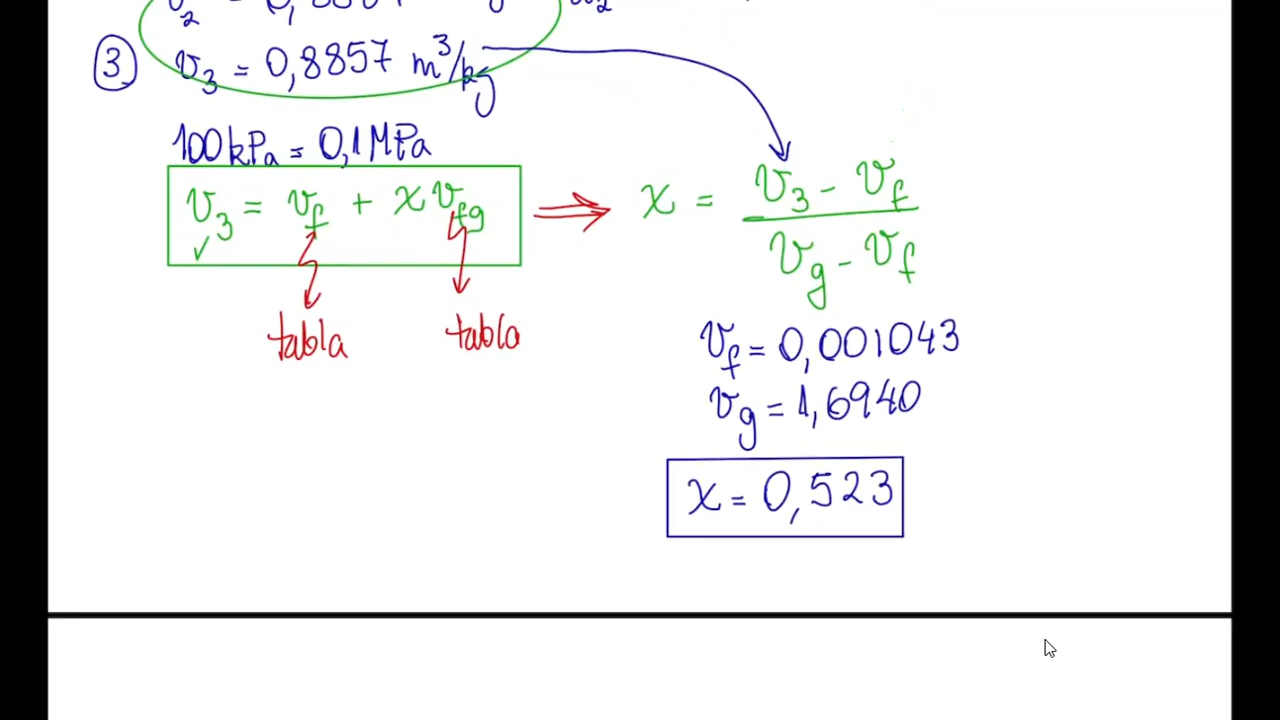 ③ v₃ = 0,8857 m³/kg
100 kPa = 0,1 MPa
v₃ = v_f + x v_fg ⟹ x = (v₃ - v_f) / (v_g - v_f)
✓
tabla tabla
v_f = 0,001043
v_g = 1,6940
x = 0,523